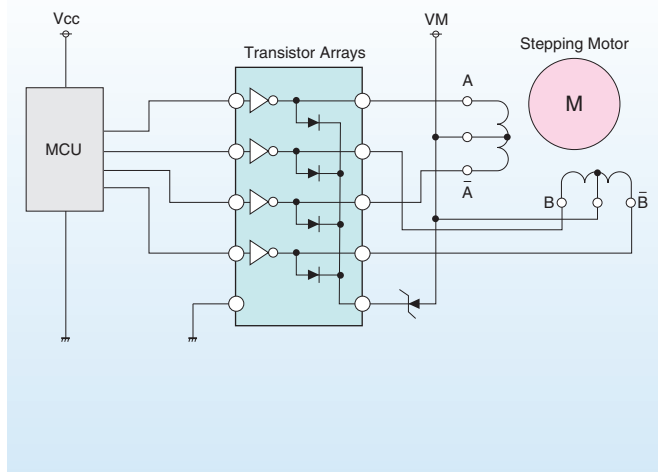 Vcc
VM
Transistor Arrays
Stepping Motor
A
M
MCU
A̅
B
B̅